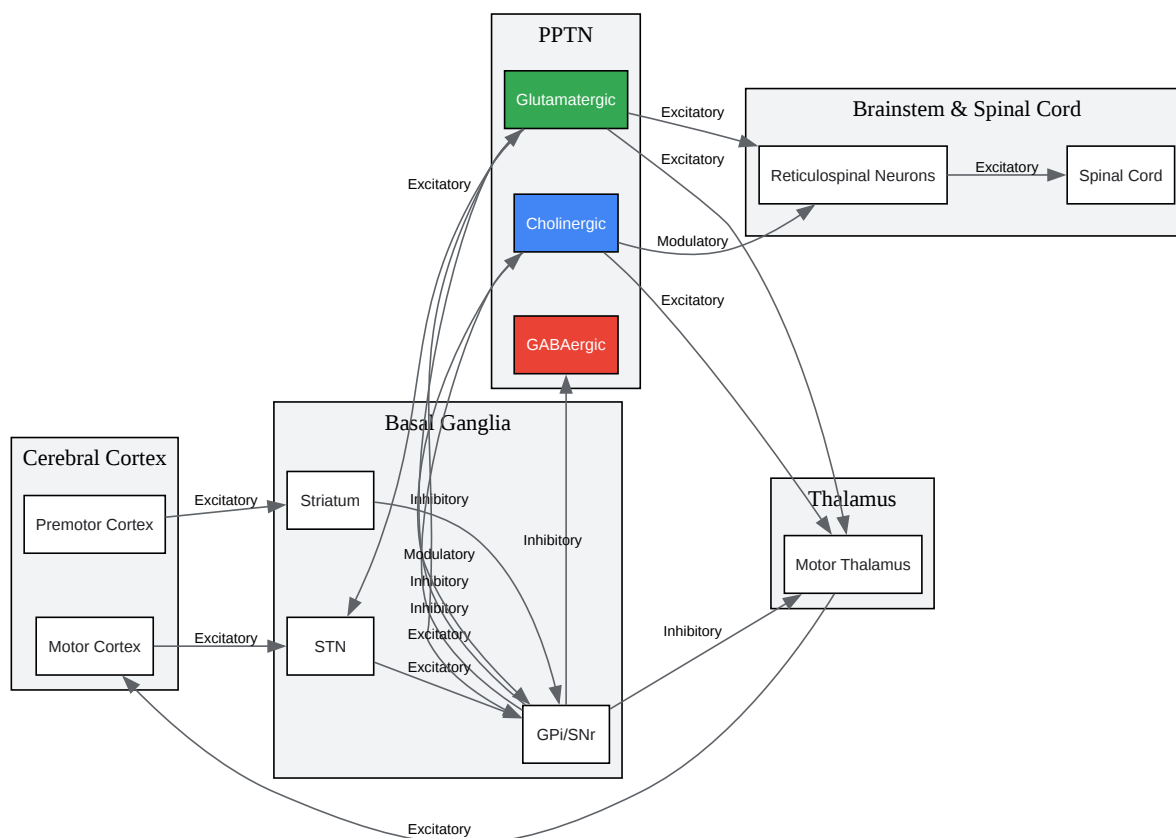 PPTN
Glutamatergic
Cholinergic
GABAergic
Brainstem & Spinal Cord
Reticulospinal Neurons
Spinal Cord
Excitatory
Excitatory
Excitatory
Excitatory
Modulatory
Excitatory
Basal Ganglia
Striatum
STN
GPi/SNr
Cerebral Cortex
Premotor Cortex
Motor Cortex
Excitatory
Excitatory
Inhibitory
Inhibitory
Modulatory
Inhibitory
Inhibitory
Excitatory
Excitatory
Thalamus
Motor Thalamus
Inhibitory
Excitatory